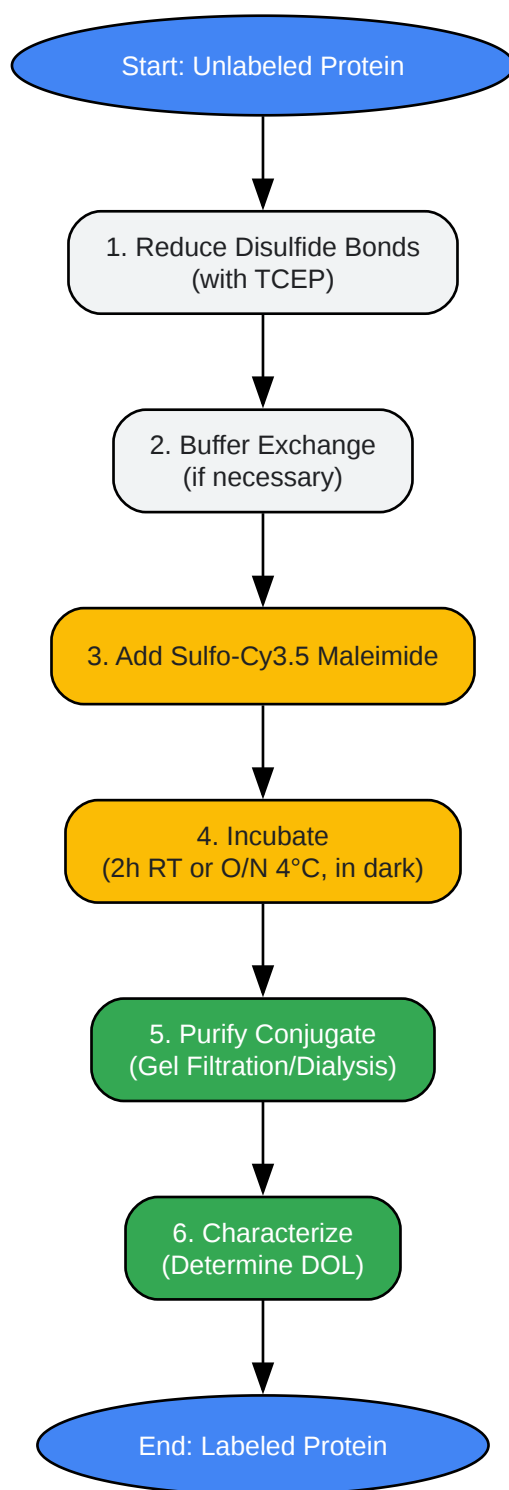 Start: Unlabeled Protein
1. Reduce Disulfide Bonds
(with TCEP)
2. Buffer Exchange
(if necessary)
3. Add Sulfo-Cy3.5 Maleimide
4. Incubate
(2h RT or O/N 4°C, in dark)
5. Purify Conjugate
(Gel Filtration/Dialysis)
6. Characterize
(Determine DOL)
End: Labeled Protein